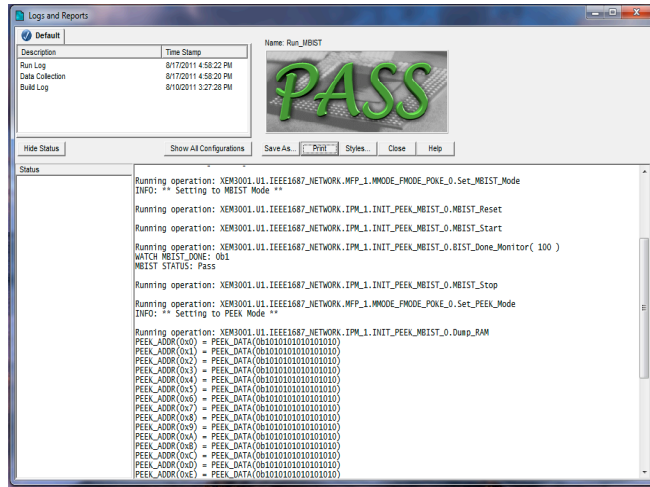 Logs and Reports
Default
Name: Run_MBIST
Description Time Stamp
Run Log 8/17/2011 4:58:22 PM
Data Collection 8/17/2011 4:58:20 PM
Build Log 8/10/2011 3:27:28 PM
PASS
Hide Status Show All Configurations Save As... Print Styles... Close Help
Status
Running operation: XEM3001.U1.IEEE1687_NETWORK.MFP_1.MMODE_FMODE_POKE_0.Set_MBIST_Mode
INFO: ** Setting to MBIST Mode **
Running operation: XEM3001.U1.IEEE1687_NETWORK.IPM_1.INIT_PEEK_MBIST_0.MBIST_Reset
Running operation: XEM3001.U1.IEEE1687_NETWORK.IPM_1.INIT_PEEK_MBIST_0.MBIST_Start
Running operation: XEM3001.U1.IEEE1687_NETWORK.IPM_1.INIT_PEEK_MBIST_0.BIST_Done_Monitor( 100 )
WATCH MBIST_DONE: 0b1
MBIST STATUS: Pass
Running operation: XEM3001.U1.IEEE1687_NETWORK.IPM_1.INIT_PEEK_MBIST_0.MBIST_Stop
Running operation: XEM3001.U1.IEEE1687_NETWORK.MFP_1.MMODE_FMODE_POKE_0.Set_PEEK_Mode
INFO: ** Setting to PEEK Mode **
Running operation: XEM3001.U1.IEEE1687_NETWORK.IPM_1.INIT_PEEK_MBIST_0.Dump_RAM
PEEK_ADDR(0x0) = PEEK_DATA(0b1010101010101010)
PEEK_ADDR(0x1) = PEEK_DATA(0b1010101010101010)
PEEK_ADDR(0x2) = PEEK_DATA(0b1010101010101010)
PEEK_ADDR(0x3) = PEEK_DATA(0b1010101010101010)
PEEK_ADDR(0x4) = PEEK_DATA(0b1010101010101010)
PEEK_ADDR(0x5) = PEEK_DATA(0b1010101010101010)
PEEK_ADDR(0x6) = PEEK_DATA(0b1010101010101010)
PEEK_ADDR(0x7) = PEEK_DATA(0b1010101010101010)
PEEK_ADDR(0x8) = PEEK_DATA(0b1010101010101010)
PEEK_ADDR(0x9) = PEEK_DATA(0b1010101010101010)
PEEK_ADDR(0xA) = PEEK_DATA(0b1010101010101010)
PEEK_ADDR(0xB) = PEEK_DATA(0b1010101010101010)
PEEK_ADDR(0xC) = PEEK_DATA(0b1010101010101010)
PEEK_ADDR(0xD) = PEEK_DATA(0b1010101010101010)
PEEK_ADDR(0xE) = PEEK_DATA(0b1010101010101010)